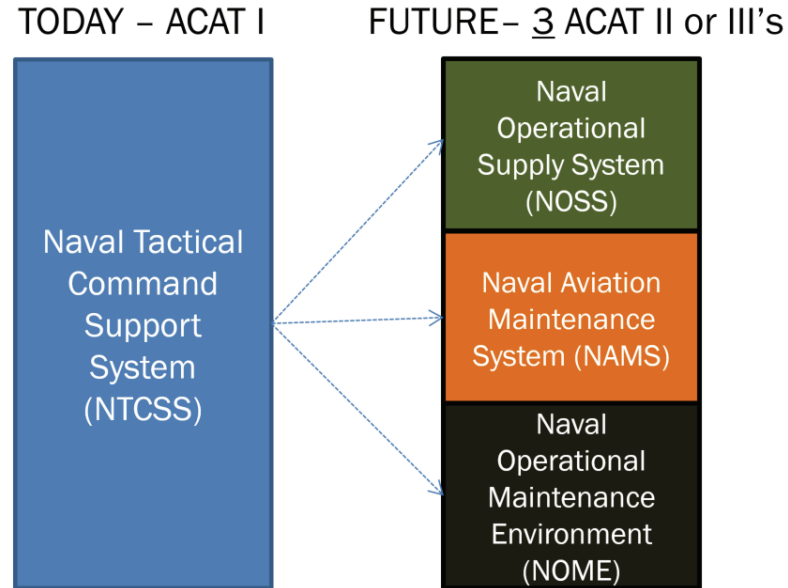 TODAY – ACAT I
FUTURE– 3 ACAT II or III's
Naval Tactical
Command
Support
System
(NTCSS)
Naval
Operational
Supply System
(NOSS)
Naval Aviation
Maintenance
System (NAMS)
Naval
Operational
Maintenance
Environment
(NOME)